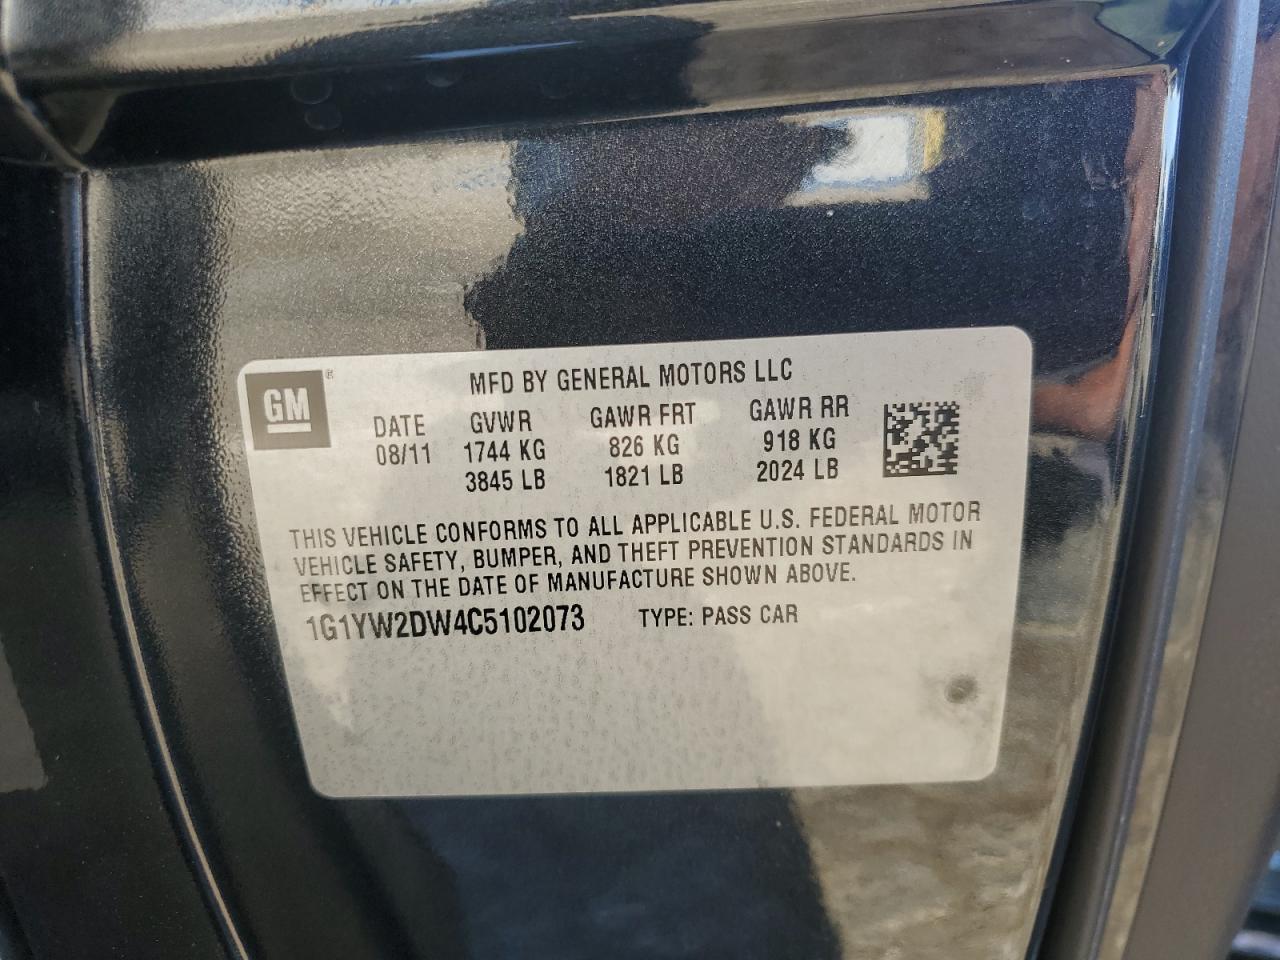 GM ®
MFD BY GENERAL MOTORS LLC
DATE GVWR GAWR FRT GAWR RR
08/11 1744 KG 826 KG 918 KG
3845 LB 1821 LB 2024 LB
THIS VEHICLE CONFORMS TO ALL APPLICABLE U.S. FEDERAL MOTOR
VEHICLE SAFETY, BUMPER, AND THEFT PREVENTION STANDARDS IN
EFFECT ON THE DATE OF MANUFACTURE SHOWN ABOVE.
1G1YW2DW4C5102073 TYPE: PASS CAR